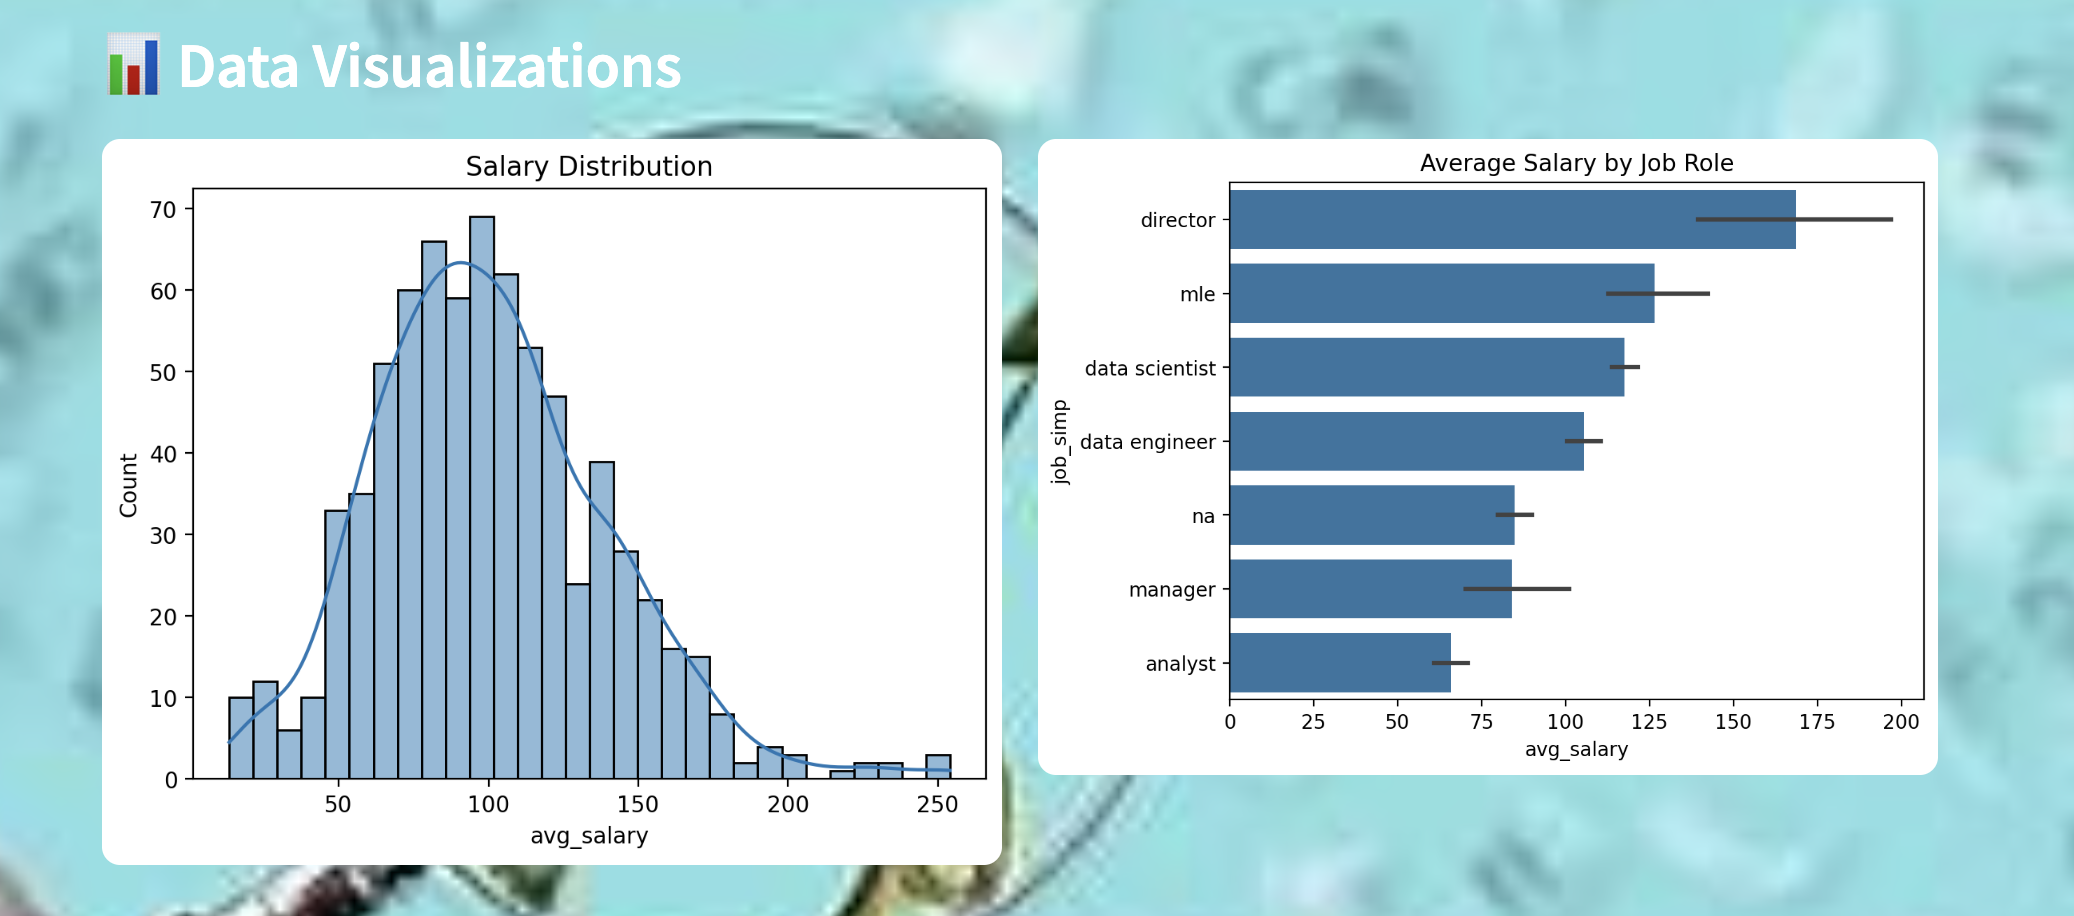 Data Visualizations
Salary Distribution
70
60
50
40
30
20
10
0
Count
50 100 150 200 250
avg_salary
Average Salary by Job Role
director
mle
data scientist
data engineer
na
manager
analyst
job_simp
0 25 50 75 100 125 150 175 200
avg_salary